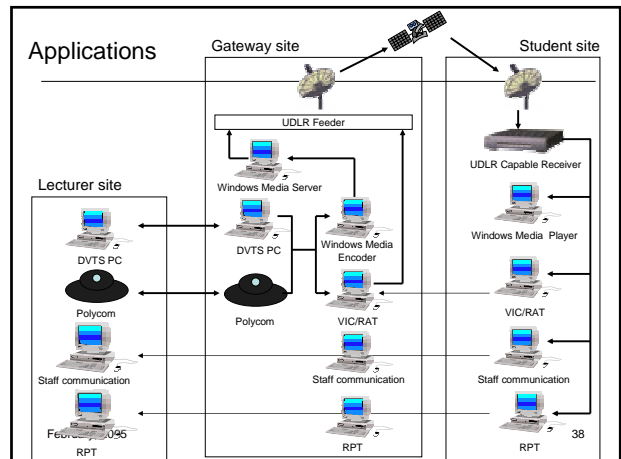 Applications
Gateway site
Student site
UDLR Feeder
UDLR Capable Receiver
Windows Media Server
Lecturer site
DVTS PC
DVTS PC
Windows Media
Encoder
Windows Media Player
Polycom
Polycom
VIC/RAT
VIC/RAT
Staff communication
Staff communication
Staff communication
RPT
RPT
RPT
38